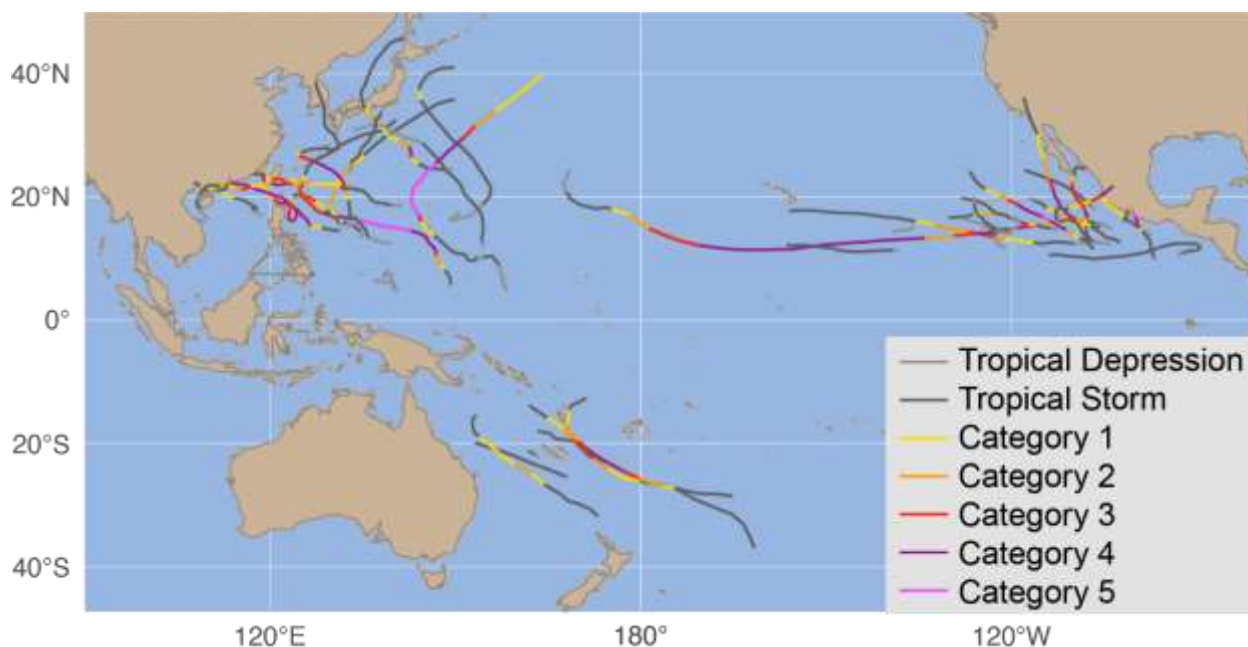 40°N
20°N
0°
20°S
40°S
120°E
180°
120°W
Tropical Depression
Tropical Storm
Category 1
Category 2
Category 3
Category 4
Category 5